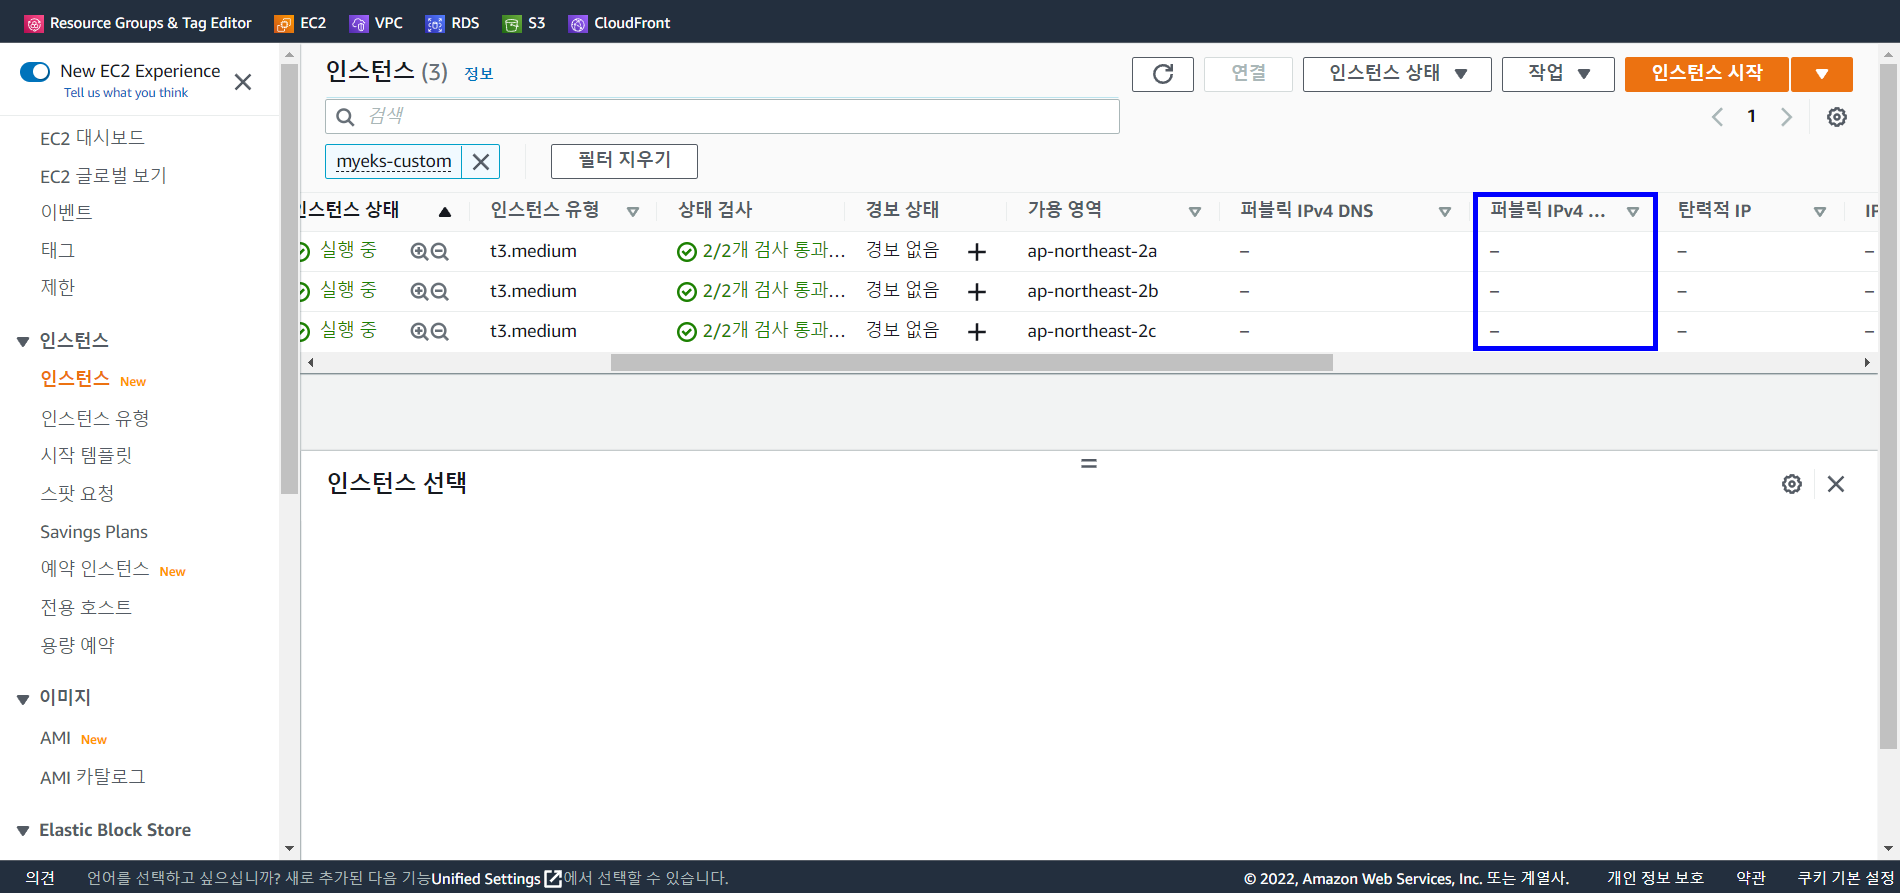 Resource Groups & Tag Editor EC2 VPC RDS S3 CloudFront
New EC2 Experience
Tell us what you think
EC2 대시보드
EC2 글로벌 보기
이벤트
태그
제한
인스턴스
인스턴스 New
인스턴스 유형
시작 템플릿
스팟 요청
Savings Plans
예약 인스턴스 New
전용 호스트
용량 예약
이미지
AMI New
AMI 카탈로그
Elastic Block Store
인스턴스 (3) 정보
연결 인스턴스 상태 작업 인스턴스 시작
검색
1
myeks-custom 필터 지우기
인스턴스 상태 인스턴스 유형 상태 검사 경보 상태 가용 영역 퍼블릭 IPv4 DNS 퍼블릭 IPv4 ... 탄력적 IP IP
실행 중 t3.medium 2/2개 검사 통과... 경보 없음 + ap-northeast-2a – – – –
실행 중 t3.medium 2/2개 검사 통과... 경보 없음 + ap-northeast-2b – – – –
실행 중 t3.medium 2/2개 검사 통과... 경보 없음 + ap-northeast-2c – – – –
인스턴스 선택
의견 언어를 선택하고 싶으십니까? 새로 추가된 다음 기능Unified Settings에서 선택할 수 있습니다. © 2022, Amazon Web Services, Inc. 또는 계열사. 개인 정보 보호 약관 쿠키 기본 설정